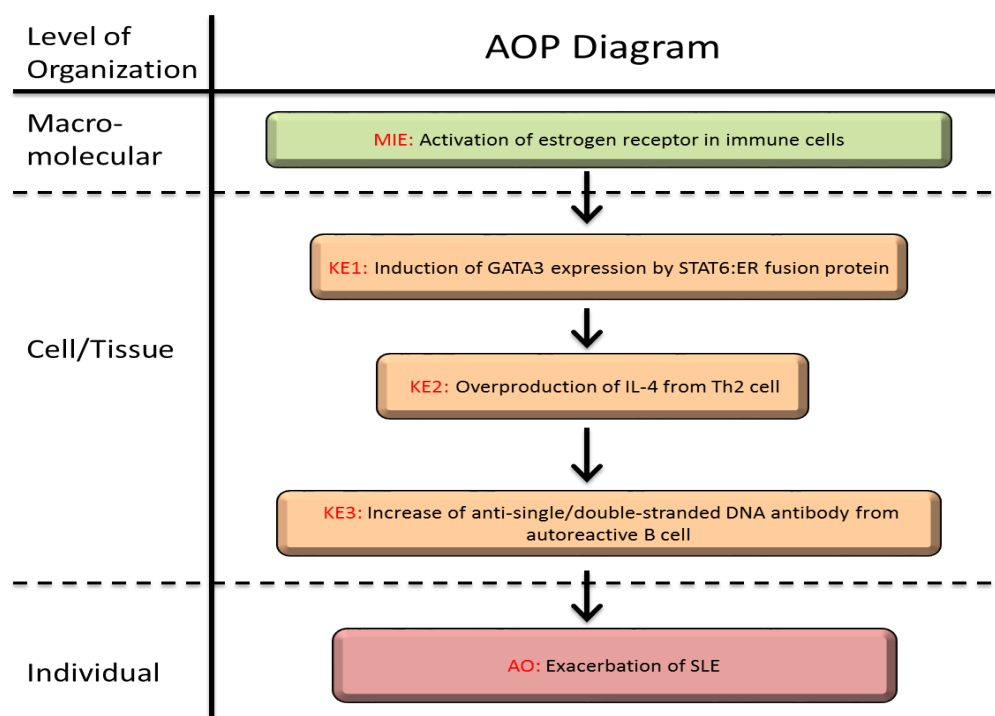 Level of
Organization
AOP Diagram
Macro-
molecular
MIE: Activation of estrogen receptor in immune cells
Cell/Tissue
KE1: Induction of GATA3 expression by STAT6:ER fusion protein
KE2: Overproduction of IL-4 from Th2 cell
KE3: Increase of anti-single/double-stranded DNA antibody from
autoreactive B cell
Individual
AO: Exacerbation of SLE